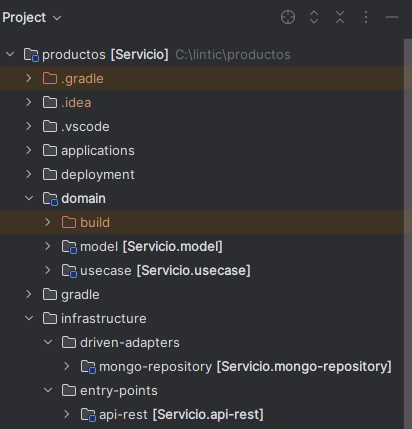 Project
productos [Servicio] C:\lintic\productos
.gradle
.idea
.vscode
applications
deployment
domain
build
model [Servicio.model]
usecase [Servicio.usecase]
gradle
infrastructure
driven-adapters
mongo-repository [Servicio.mongo-repository]
entry-points
api-rest [Servicio.api-rest]